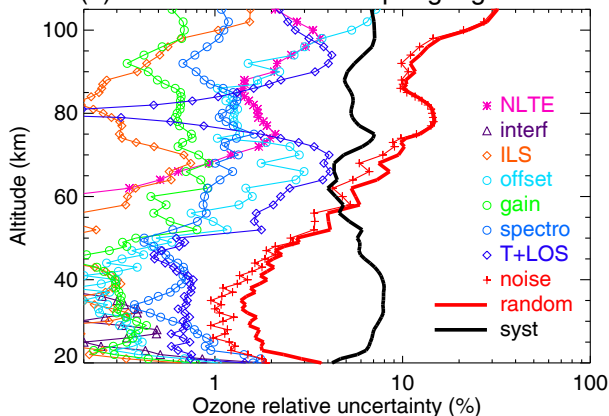 100
80
60
40
20
Altitude (km)
NLTE
interf
ILS
offset
gain
spectro
T+LOS
noise
random
syst
1
10
100
Ozone relative uncertainty (%)